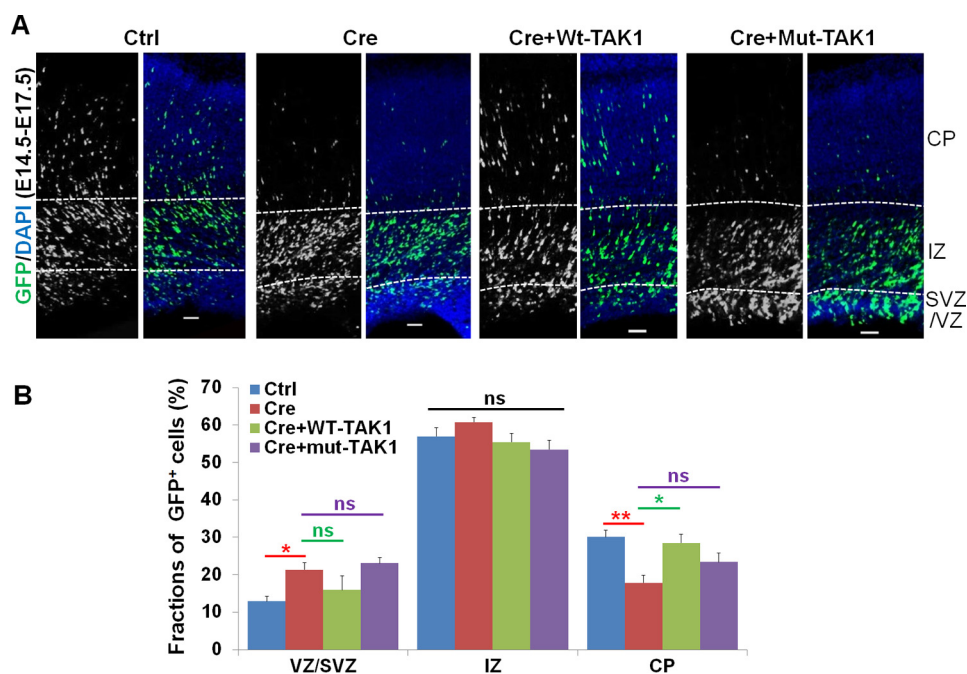 A
Ctrl
Cre
Cre+Wt-TAK1
Cre+Mut-TAK1
GFP/DAPI (E14.5-E17.5)
CP
IZ
SVZ
/VZ
B
Fractions of GFP⁺ cells (%)
70
60
50
40
30
20
10
0
Ctrl
Cre
Cre+WT-TAK1
Cre+mut-TAK1
*
ns
ns
ns
**
*
ns
VZ/SVZ
IZ
CP